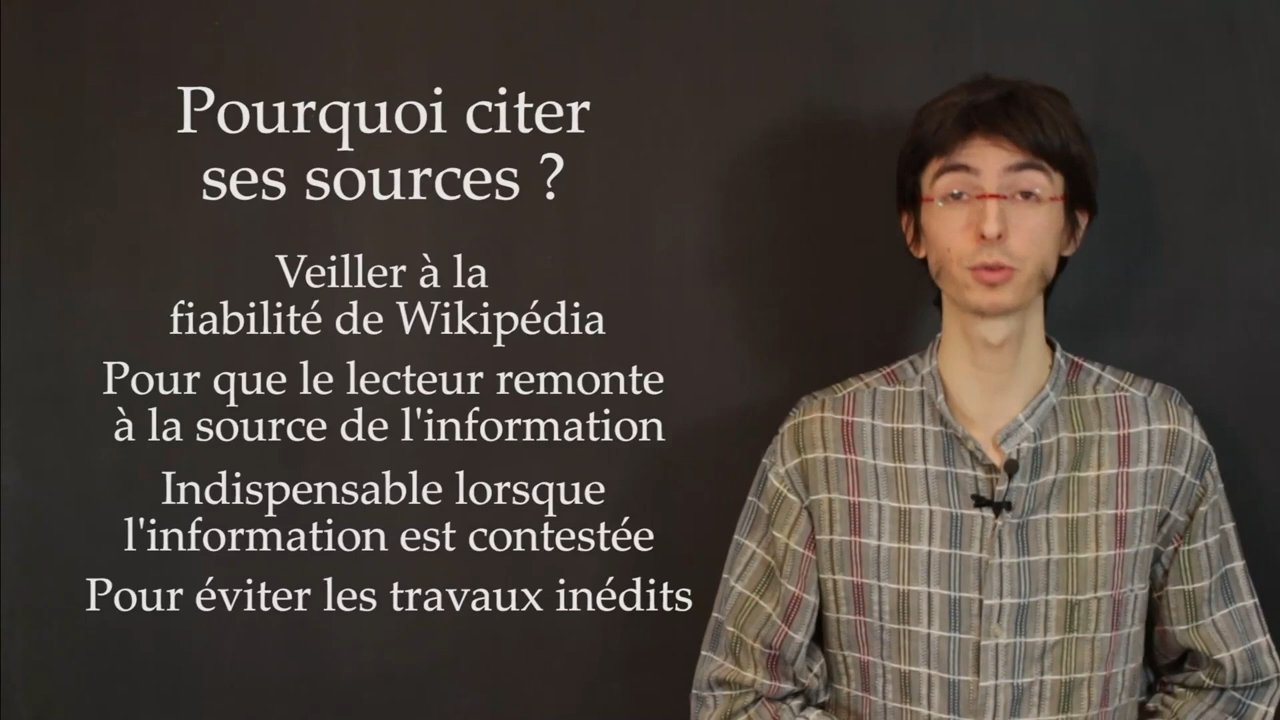 Pourquoi citer
ses sources ?
Veiller à la
fiabilité de Wikipédia
Pour que le lecteur remonte
à la source de l'information
Indispensable lorsque
l'information est contestée
Pour éviter les travaux inédits